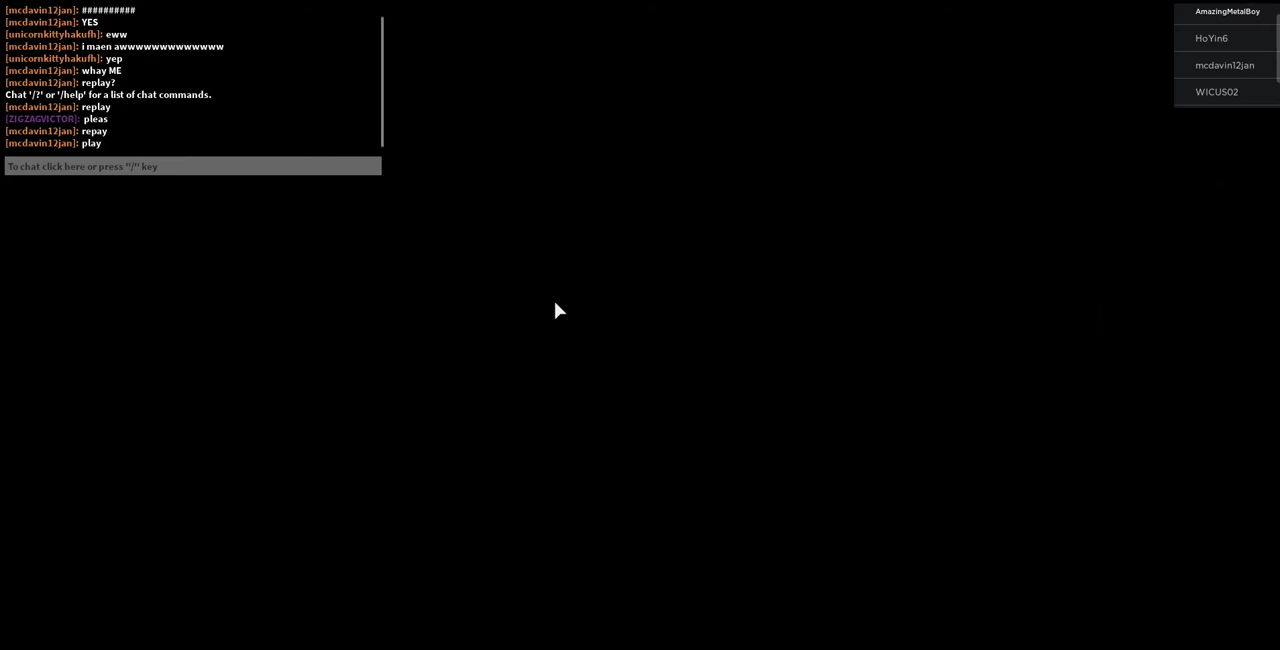 [mcdavin12jan]: ##########
[mcdavin12jan]: YES
[unicornkittyhakufh]: eww
[mcdavin12jan]: i maen awwwwwwwwwwwww
[unicornkittyhakufh]: yep
[mcdavin12jan]: whay ME
[mcdavin12jan]: replay?
Chat '/?' or '/help' for a list of chat commands.
[mcdavin12jan]: replay
[ZIGZAGVICTOR]: pleas
[mcdavin12jan]: repay
[mcdavin12jan]: play
To chat click here or press "/" key
AmazingMetalBoy
HoYin6
mcdavin12jan
WICUS02